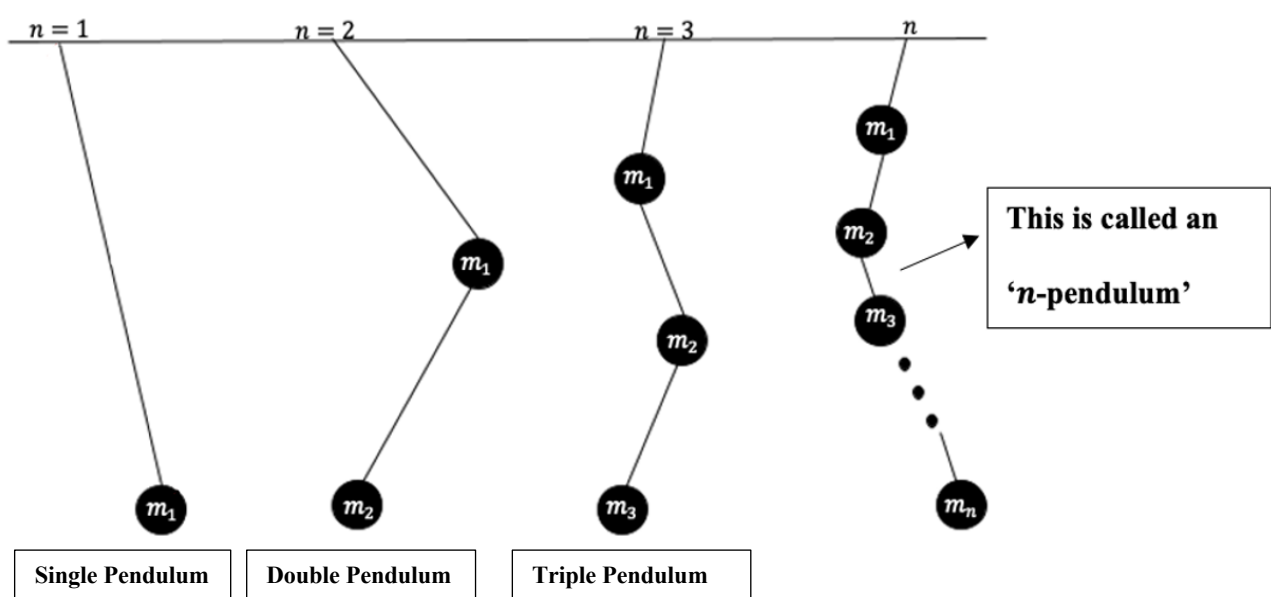 n = 1
n = 2
n = 3
n
m₁
m₁
m₂
m₁
m₂
m₃
m₁
m₂
m₃
mₙ
This is called an
‘n-pendulum’
Single Pendulum
Double Pendulum
Triple Pendulum